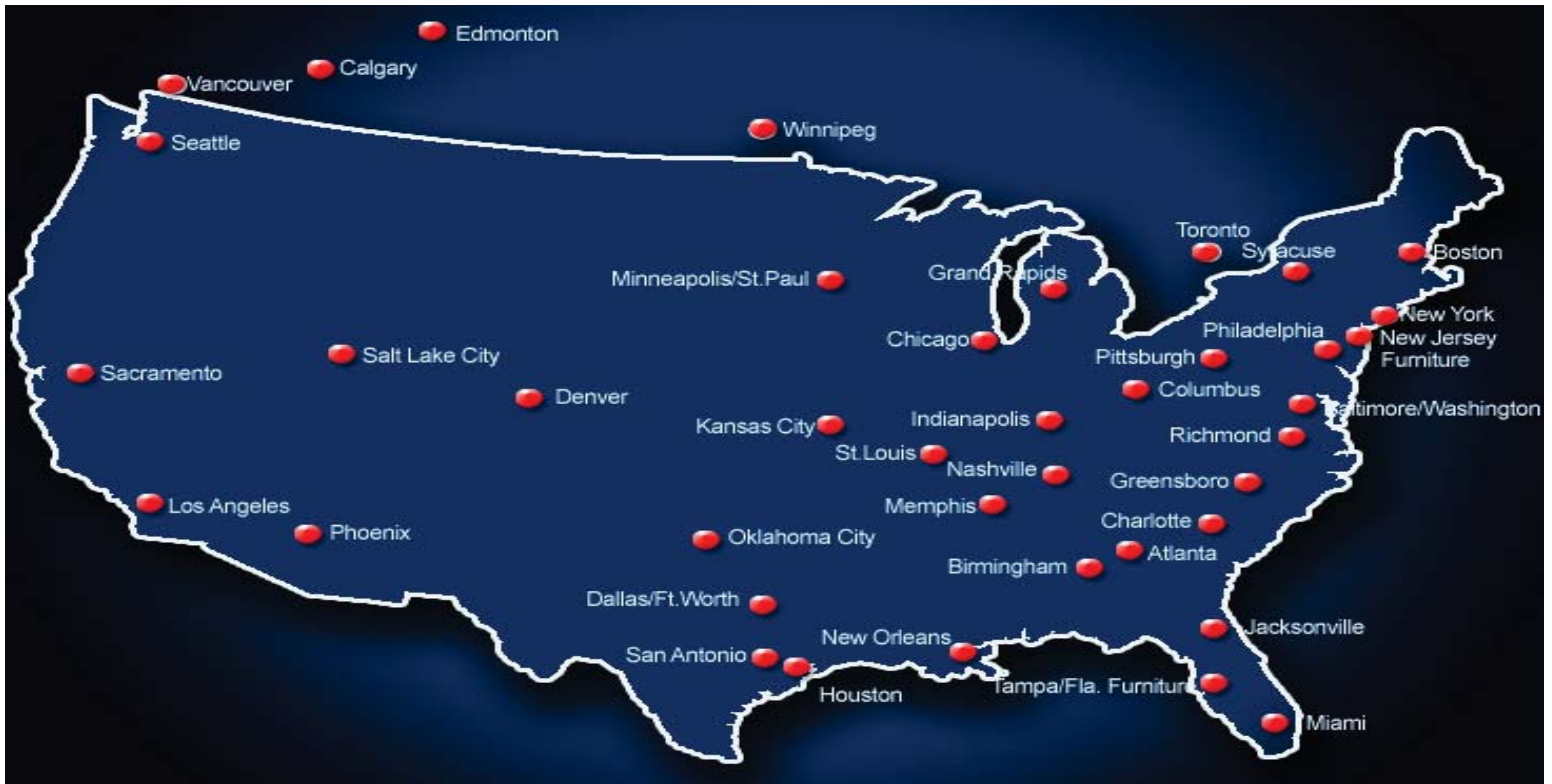 Edmonton
Calgary
Vancouver
Winnipeg
Seattle
Toronto
Syracuse
Boston
Minneapolis/St.Paul
Grand Rapids
New York
Philadelphia
New Jersey
Furniture
Chicago
Salt Lake City
Pittsburgh
Sacramento
Columbus
Denver
Baltimore/Washington
Kansas City
Indianapolis
Richmond
St.Louis
Nashville
Greensboro
Los Angeles
Memphis
Phoenix
Charlotte
Oklahoma City
Atlanta
Birmingham
Dallas/Ft.Worth
Jacksonville
New Orleans
San Antonio
Houston
Tampa/Fla. Furniture
Miami